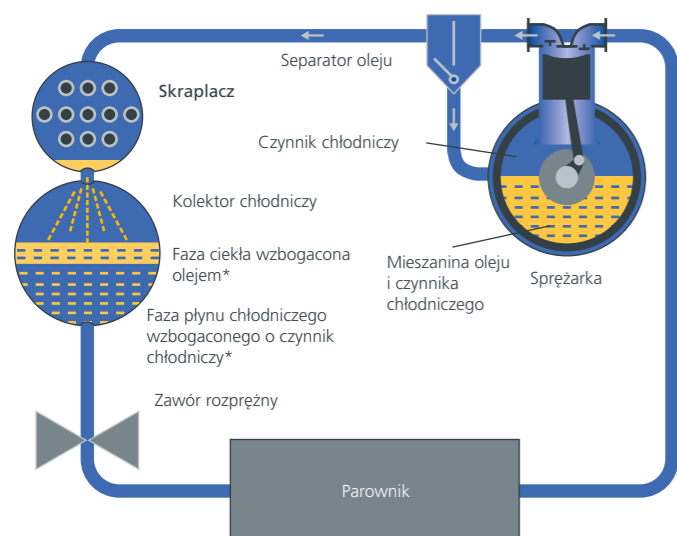 Separator oleju
Skraplacz
Czynnik chłodniczy
Kolektor chłodniczy
Faza ciekła wzbogacona
olejem*
Mieszanina oleju
i czynnika
chłodniczego
Sprężarka
Faza płynu chłodniczego
wzbogaconego o czynnik
chłodniczy*
Zawór rozprężny
Parownik